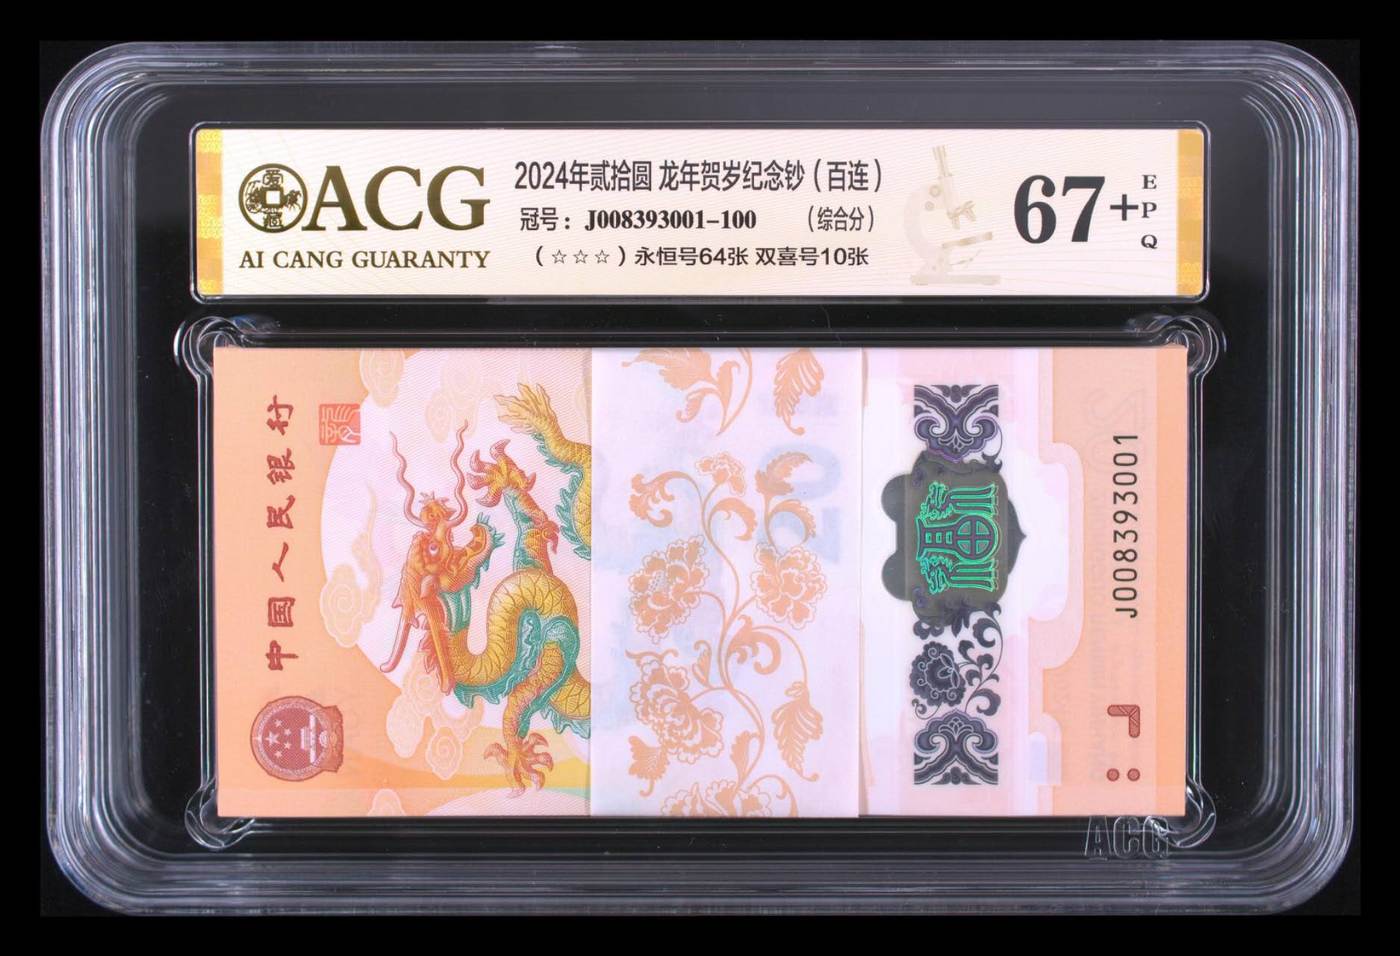 ACG
AI CANG GUARANTY
2024年贰拾圆 龙年贺岁纪念钞（百连）
冠号：J008393001-100 （综合分）
（☆☆☆）永恒号64张 双喜号10张
67+
EPQ
中国人民银行
J008393001
ACG